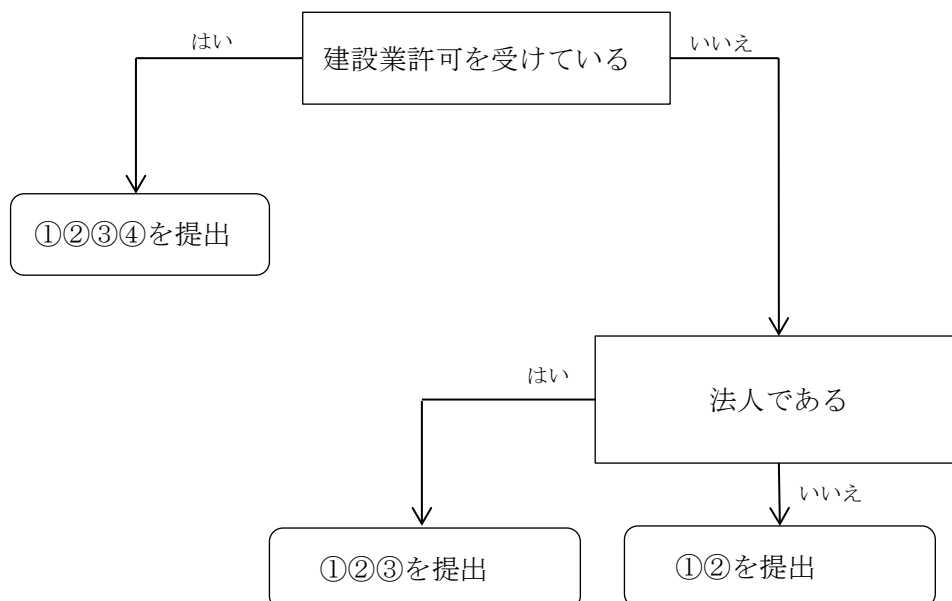 はい
建設業許可を受けている
いいえ
①②③④を提出
はい
法人である
いいえ
①②③を提出
①②を提出